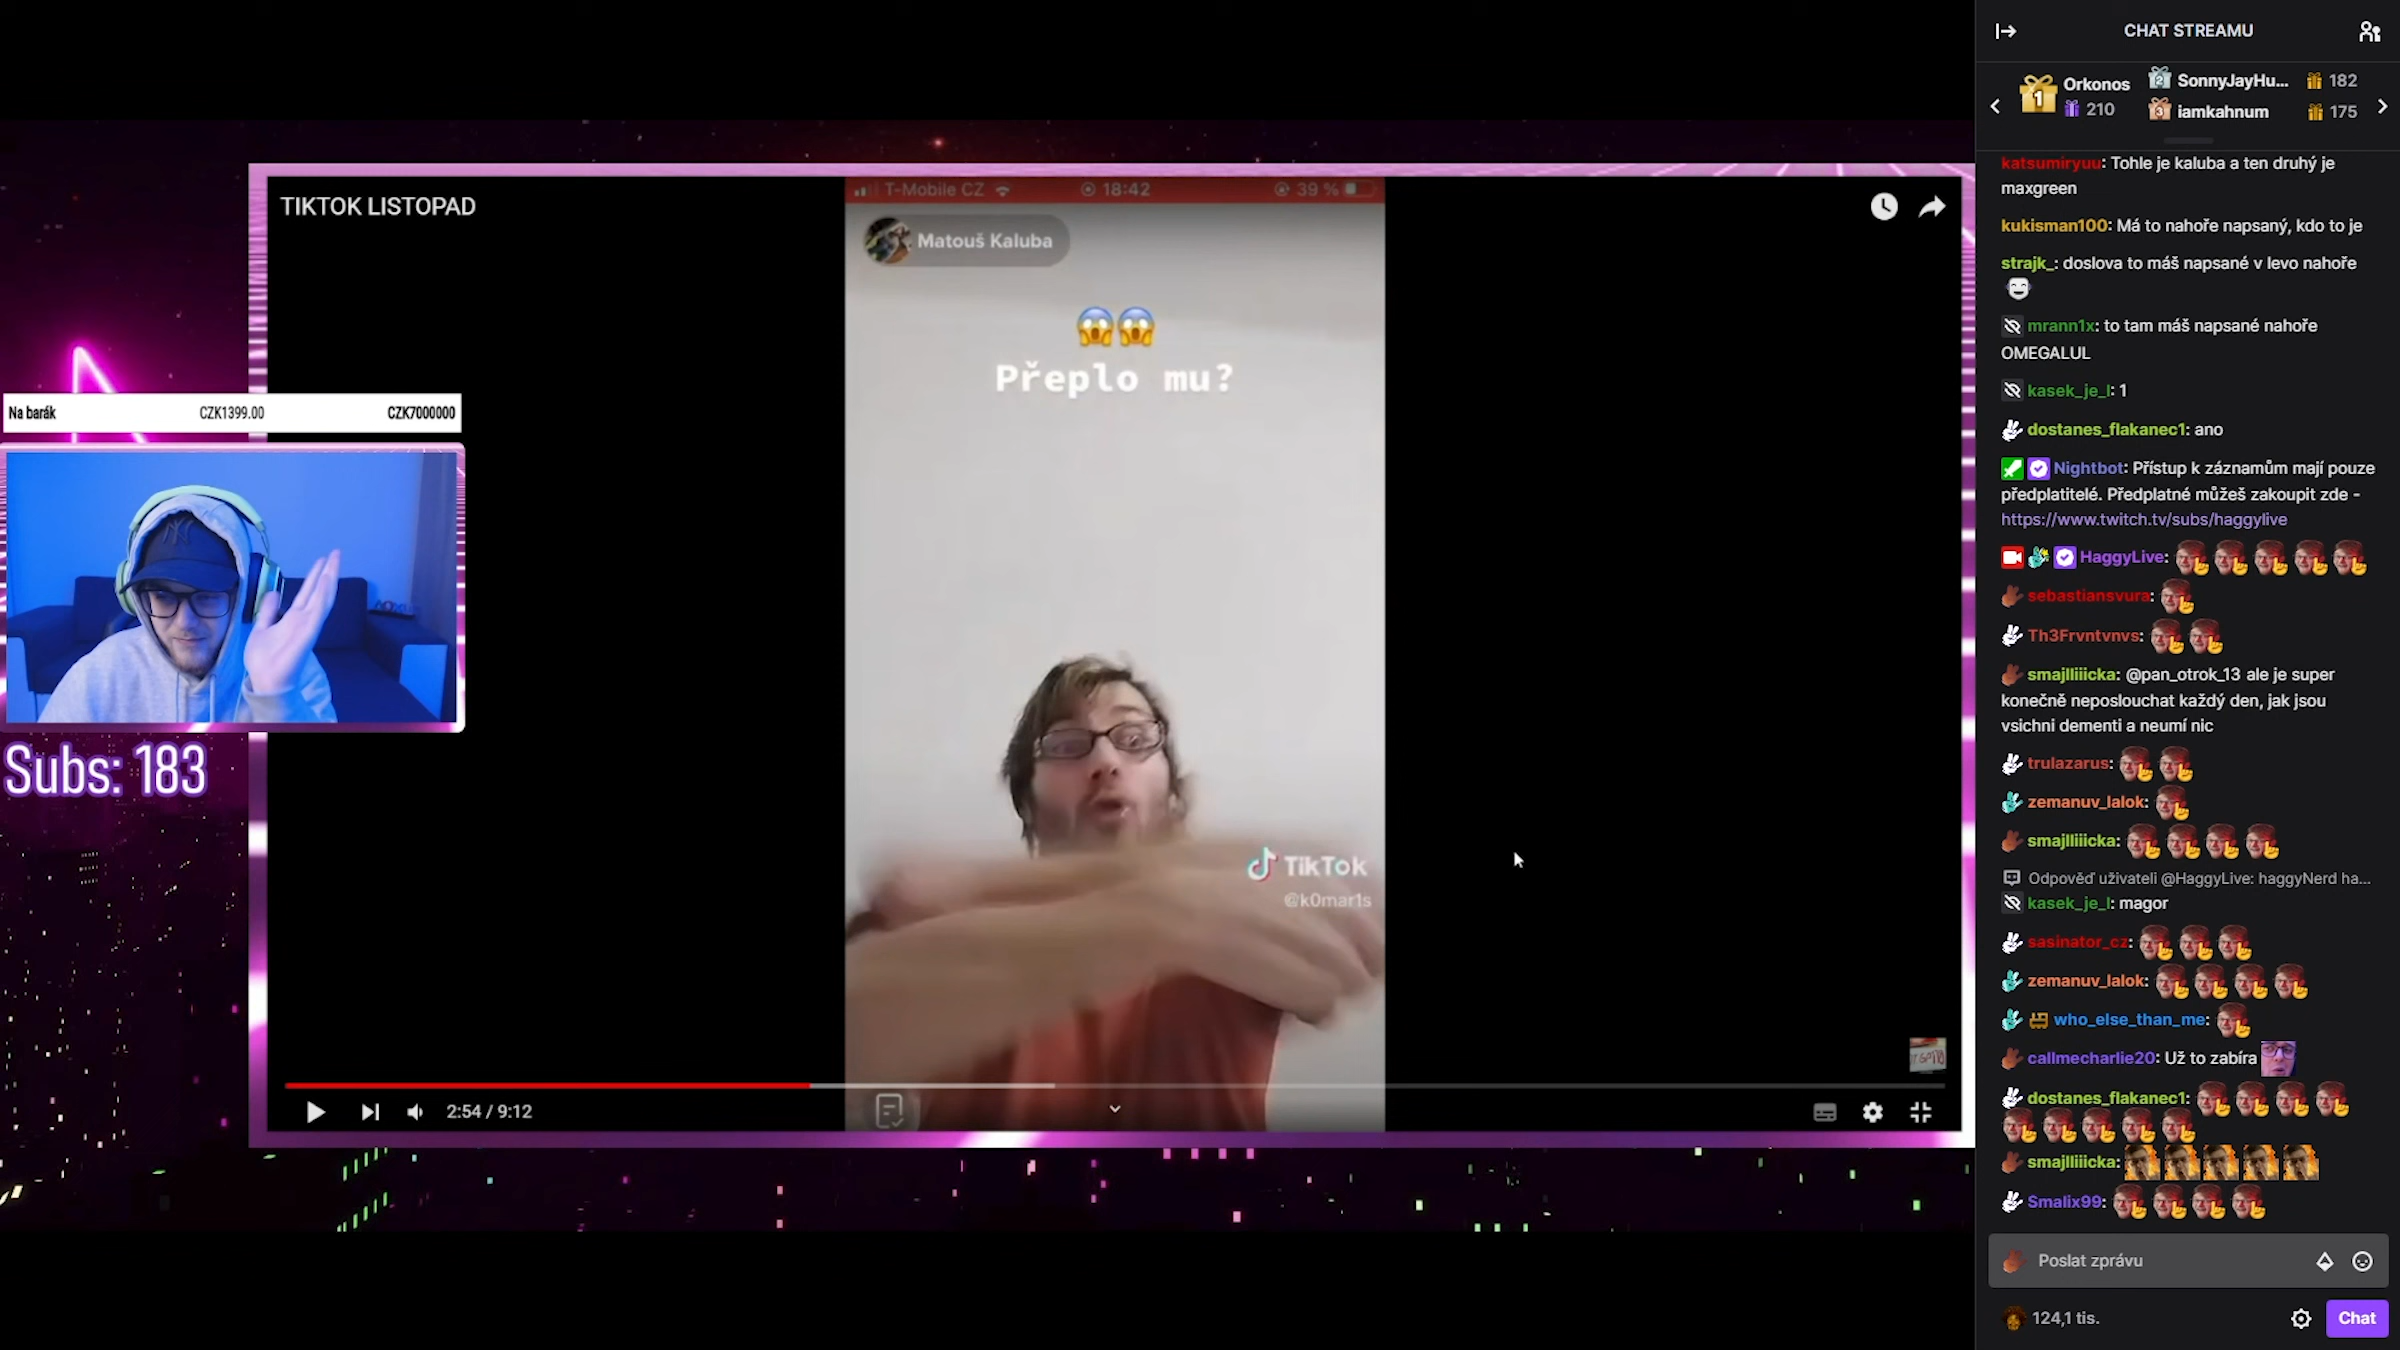 TIKTOK LISTOPAD
T-Mobile CZ
18:42
39 %
Matouš Kaluba
Přeplo mu?
TikTok
@k0mar1s
Na barák
CZK1399.00
CZK7000000
Subs: 183
2:54 / 9:12
CHAT STREAMU
1
Orkonos
210
2
SonnyJayHu...
182
3
iamkahnum
175
katsumiryuu: Tohle je kaluba a ten druhý je
maxgreen
kukisman100: Má to nahoře napsaný, kdo to je
strajk_: doslova to máš napsané v levo nahoře
mrann1x: to tam máš napsané nahoře
OMEGALUL
kasek_je_l: 1
dostanes_flakanec1: ano
Nightbot: Přístup k záznamům mají pouze
předplatitelé. Předplatné můžeš zakoupit zde -
https://www.twitch.tv/subs/haggylive
HaggyLive:
sebastiansvura:
Th3Frvntvnvs:
smajlliiicka: @pan_otrok_13 ale je super
konečně neposlouchat každý den, jak jsou
vsichni dementi a neumí nic
trulazarus:
zemanuv_lalok:
smajlliiicka:
Odpověď uživateli @HaggyLive: haggyNerd ha...
kasek_je_l: magor
sasinator_cz:
zemanuv_lalok:
who_else_than_me:
callmecharlie20: Už to zabíra
dostanes_flakanec1:
smajlliiicka:
Smalix99:
Poslat zprávu
124,1 tis.
Chat